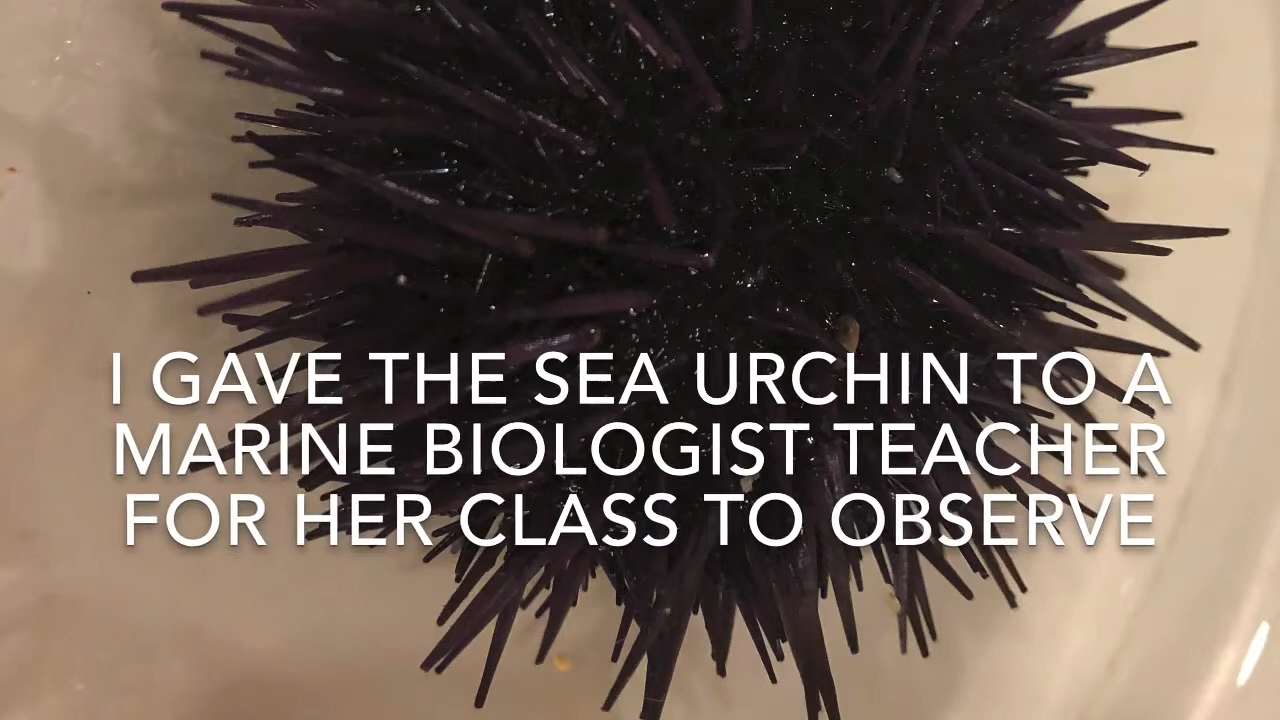 I GAVE THE SEA URCHIN TO A
MARINE BIOLOGIST TEACHER
FOR HER CLASS TO OBSERVE